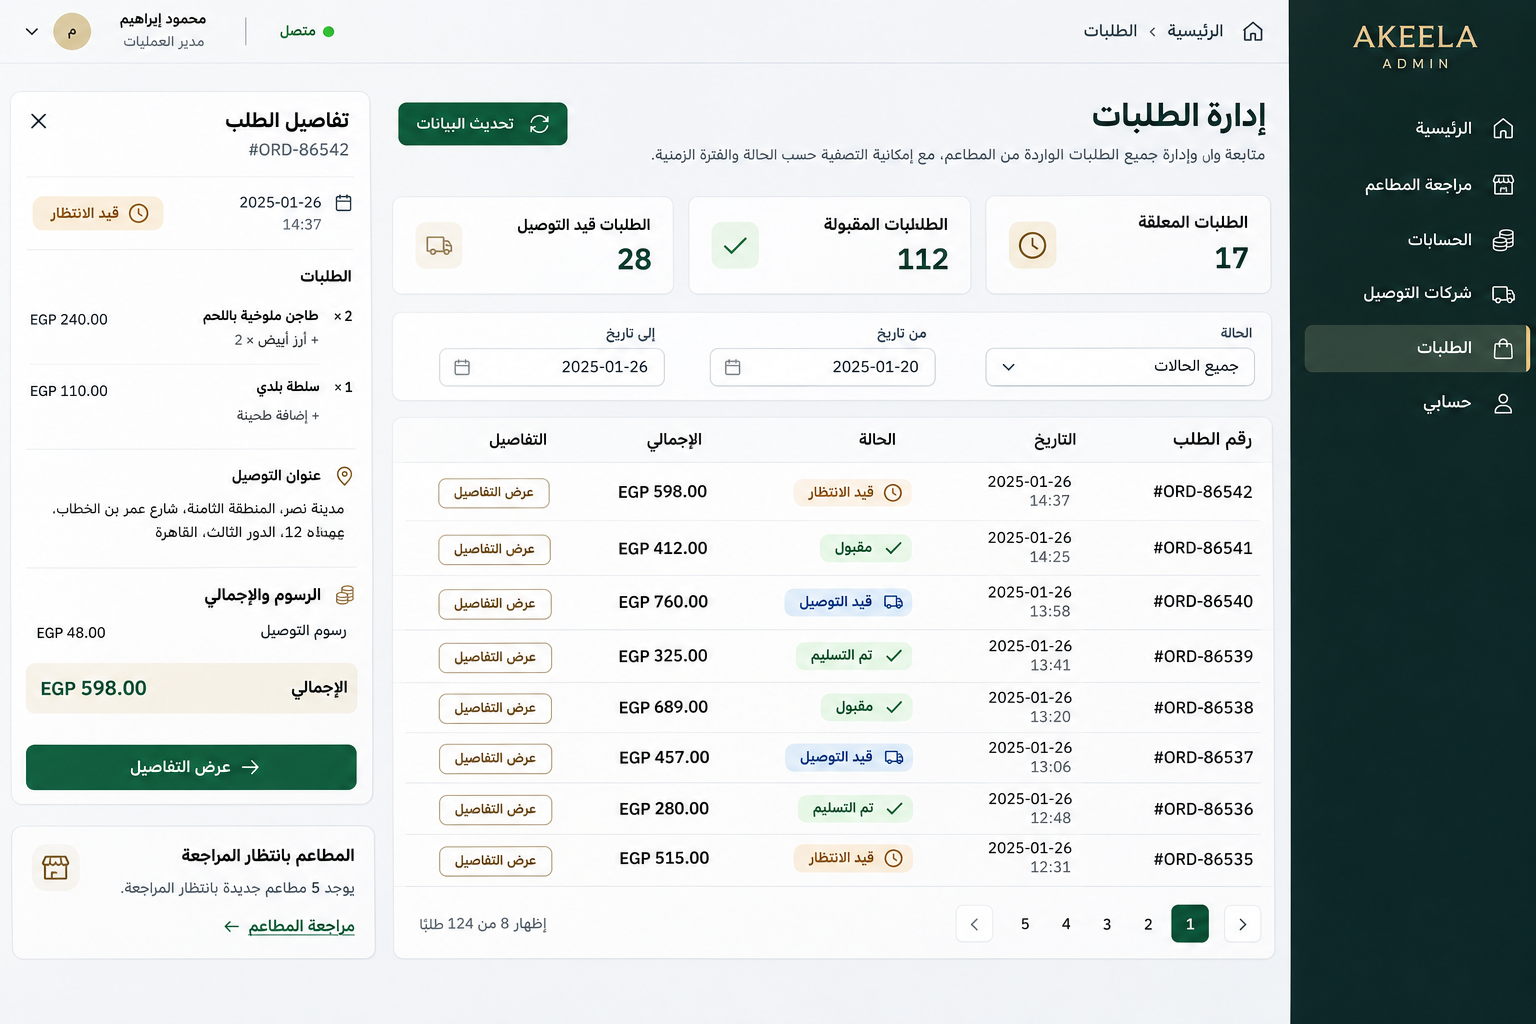 AKEELA
ADMIN
الرئيسية
مراجعة المطاعم
الحسابات
شركات التوصيل
الطلبات
حسابي
الرئيسية
الطلبات
متصل
محمود إبراهيم
مدير العمليات
م
إدارة الطلبات
متابعة وإدارة جميع الطلبات الواردة من المطاعم، مع إمكانية التصفية حسب الحالة والفترة الزمنية.
تحديث البيانات
الطلبات المعلقة
17
المقبولة
112
الطلبات قيد التوصيل
28
الحالة
جميع الحالات
من تاريخ
2025-01-20
إلى تاريخ
2025-01-26
رقم الطلب التاريخ الحالة الإجمالي التفاصيل
#ORD-86542 2025-01-26 14:37 قيد الانتظار EGP 598.00 عرض التفاصيل
#ORD-86541 2025-01-26 14:25 مقبول EGP 412.00 عرض التفاصيل
#ORD-86540 2025-01-26 13:58 قيد التوصيل EGP 760.00 عرض التفاصيل
#ORD-86539 2025-01-26 13:41 تم التسليم EGP 325.00 عرض التفاصيل
#ORD-86538 2025-01-26 13:20 مقبول EGP 689.00 عرض التفاصيل
#ORD-86537 2025-01-26 13:06 قيد التوصيل EGP 457.00 عرض التفاصيل
#ORD-86536 2025-01-26 12:48 تم التسليم EGP 280.00 عرض التفاصيل
#ORD-86535 2025-01-26 12:31 قيد الانتظار EGP 515.00 عرض التفاصيل
1 2 3 4 5
إظهار 8 من 124 طلبًا
تفاصيل الطلب
#ORD-86542
2025-01-26
14:37
قيد الانتظار
الطلبات
2 × طاجن ملوخية باللحم EGP 240.00
+ أرز أبيض × 2
1 × سلطة بلدي EGP 110.00
+ إضافة طحينة
عنوان التوصيل
مدينة نصر، المنطقة الثامنة، شارع عمر بن الخطاب.
12، الدور الثالث، القاهرة
الرسوم والإجمالي
رسوم التوصيل EGP 48.00
الإجمالي EGP 598.00
عرض التفاصيل
المطاعم بانتظار المراجعة
يوجد 5 مطاعم جديدة بانتظار المراجعة.
مراجعة المطاعم